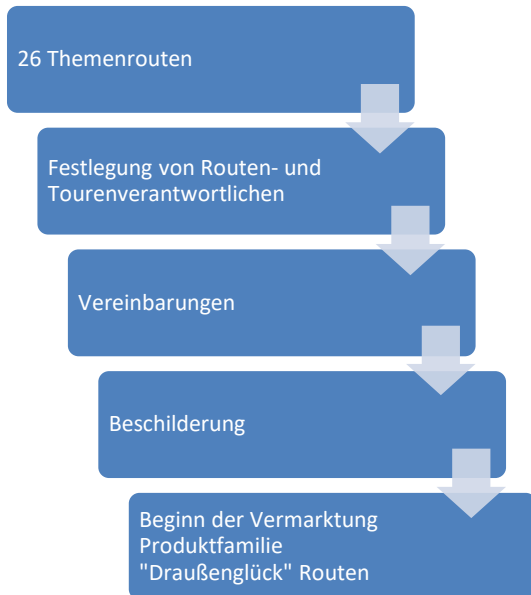 26 Themenrouten
Festlegung von Routen- und
Tourenverantwortlichen
Vereinbarungen
Beschilderung
Beginn der Vermarktung
Produktfamilie
"Draußenglück" Routen